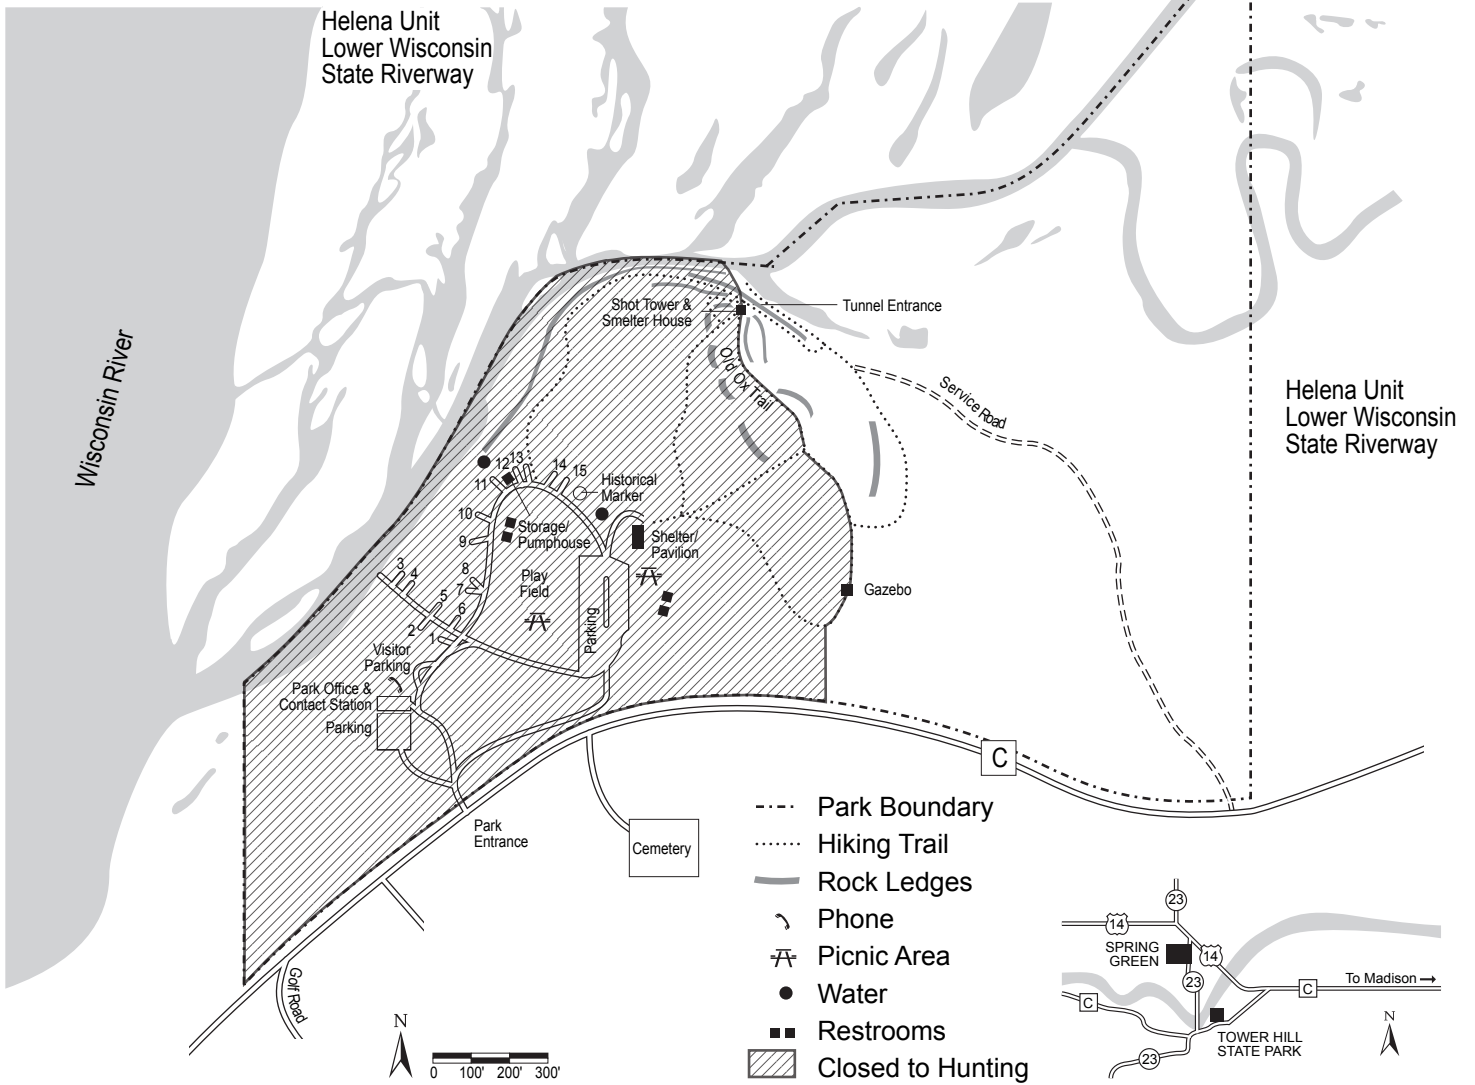 Helena Unit
Lower Wisconsin
State Riverway
Wisconsin River
Shot Tower &
Smelter House
Tunnel Entrance
Old Ox Trail
Service Road
Helena Unit
Lower Wisconsin
State Riverway
12
13
14
15
11
Historical
Marker
10
Storage/
Pumphouse
9
Shelter/
Pavilion
3
4
8
7
Play
Field
5
6
2
1
Parking
Gazebo
Visitor
Parking
Park Office &
Contact Station
Parking
C
Park
Entrance
Cemetery
Golf Road
N
0 100' 200' 300'
Park Boundary
Hiking Trail
Rock Ledges
Phone
Picnic Area
Water
Restrooms
Closed to Hunting
23
14
SPRING
GREEN
14
23
To Madison
C
C
TOWER HILL
STATE PARK
23
N